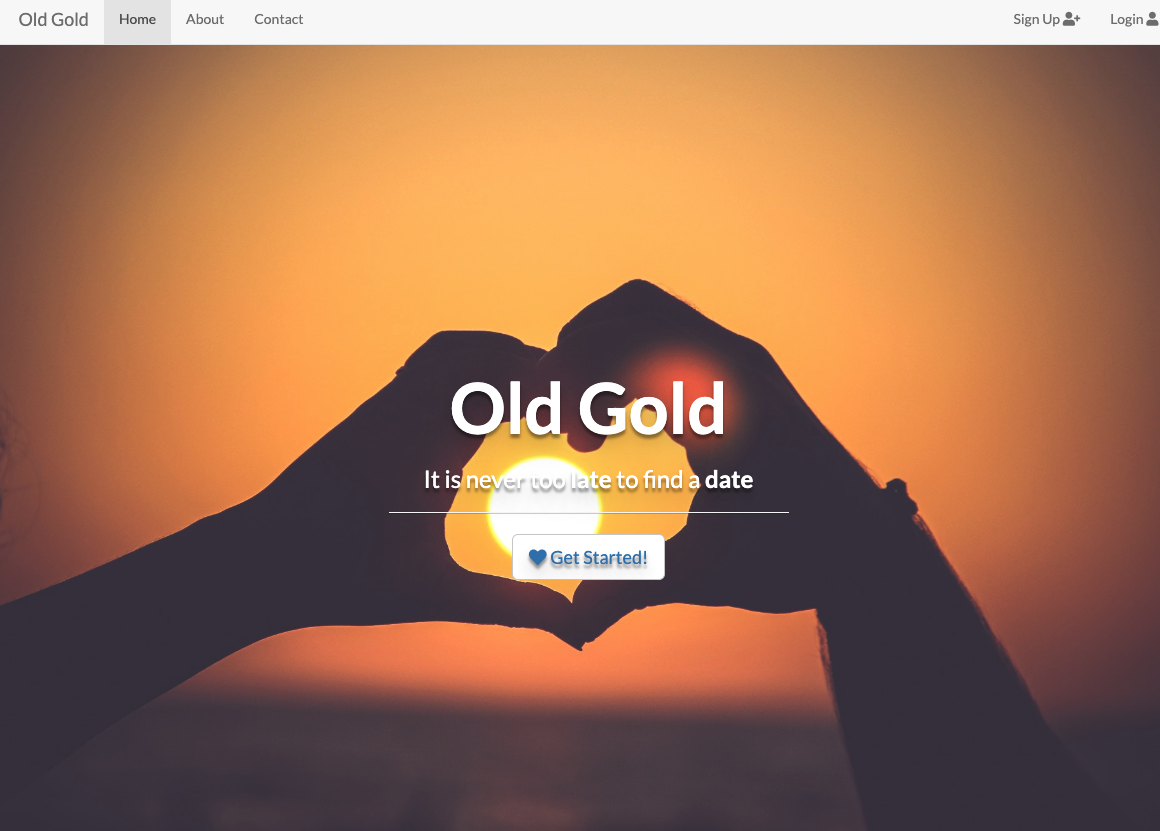 Old Gold Home About Contact Sign Up Login
Old Gold
It is never too late to find a date
Get Started!